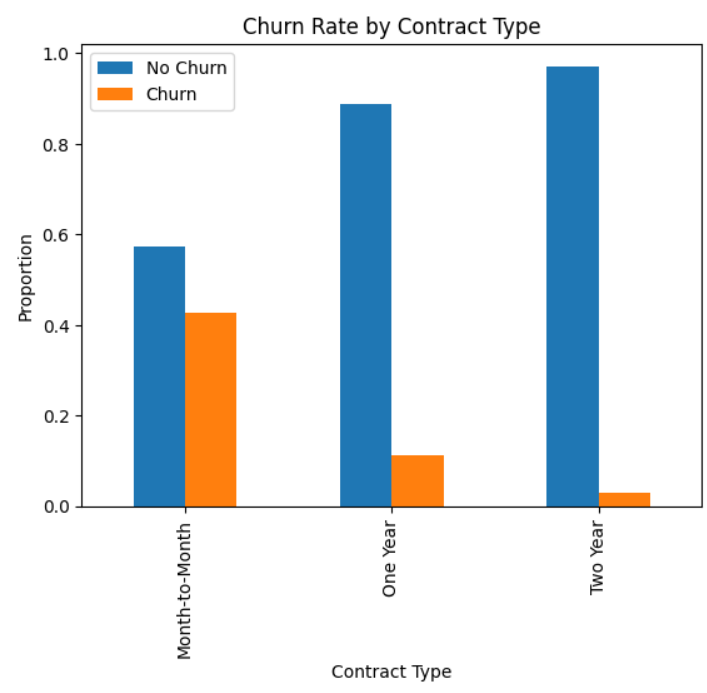 Churn Rate by Contract Type
No Churn
Churn
1.0
0.8
0.6
0.4
0.2
0.0
Proportion
Month-to-Month
One Year
Two Year
Contract Type